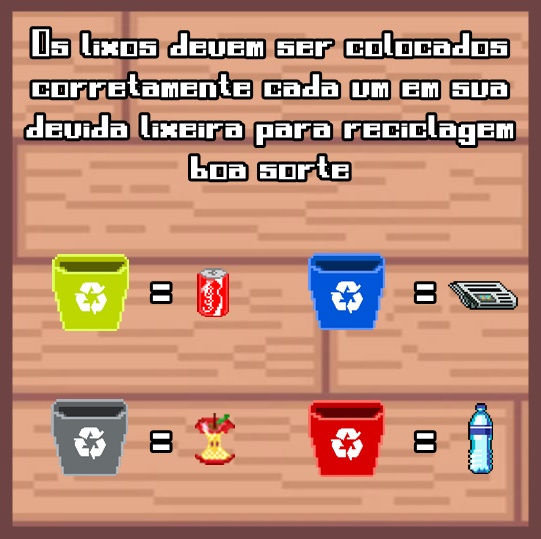 Os lixos devem ser colocados
corretamente cada um em sua
devida lixeira para reciclagem
boa sorte
=
=
=
=